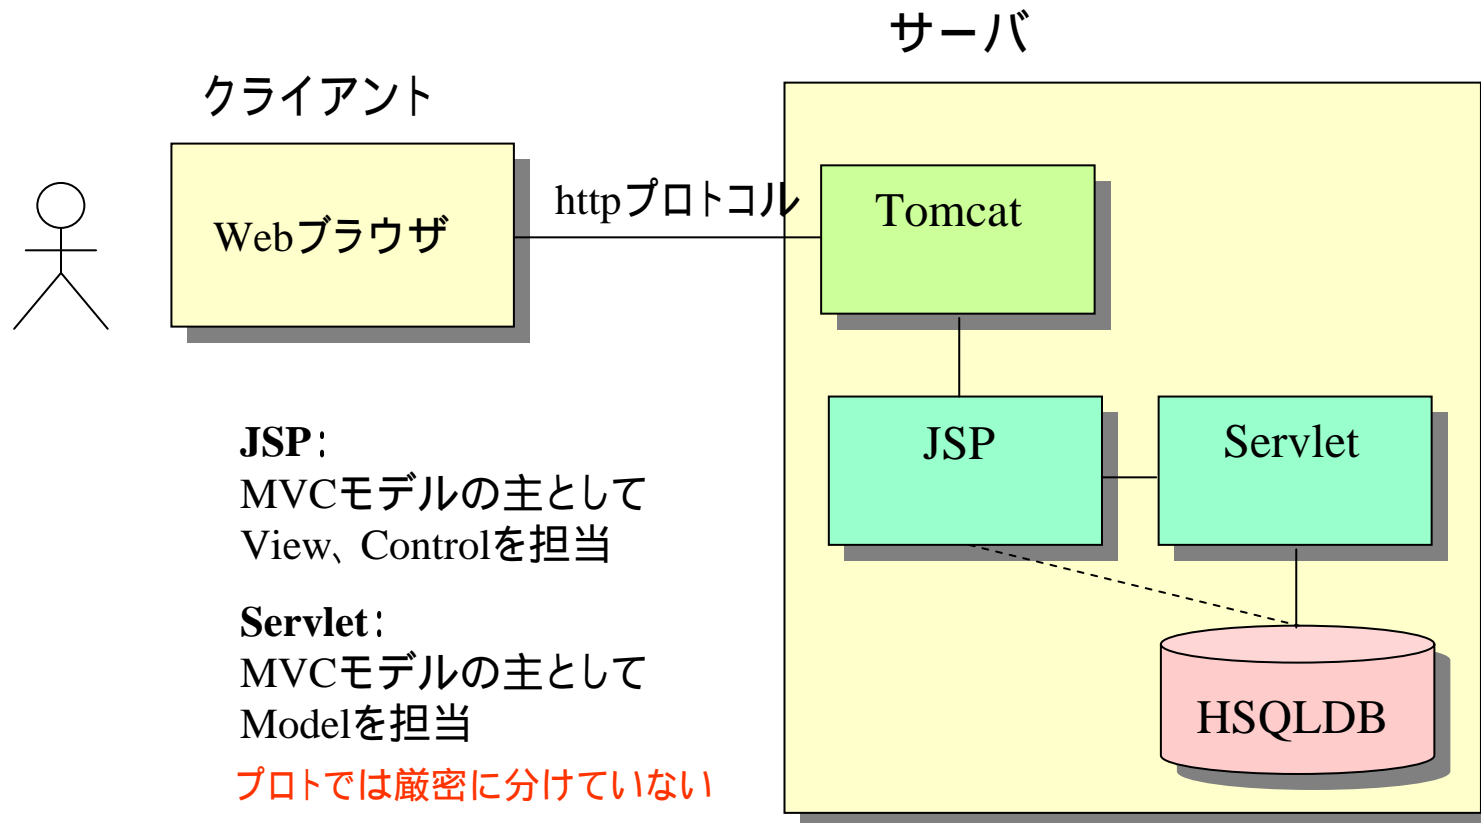 サーバ
クライアント
Webブラウザ
httpプロトコル
Tomcat
JSP
Servlet
HSQLDB
JSP：
MVCモデルの主として
View、Controlを担当
Servlet：
MVCモデルの主として
Modelを担当
プロトでは厳密に分けていない